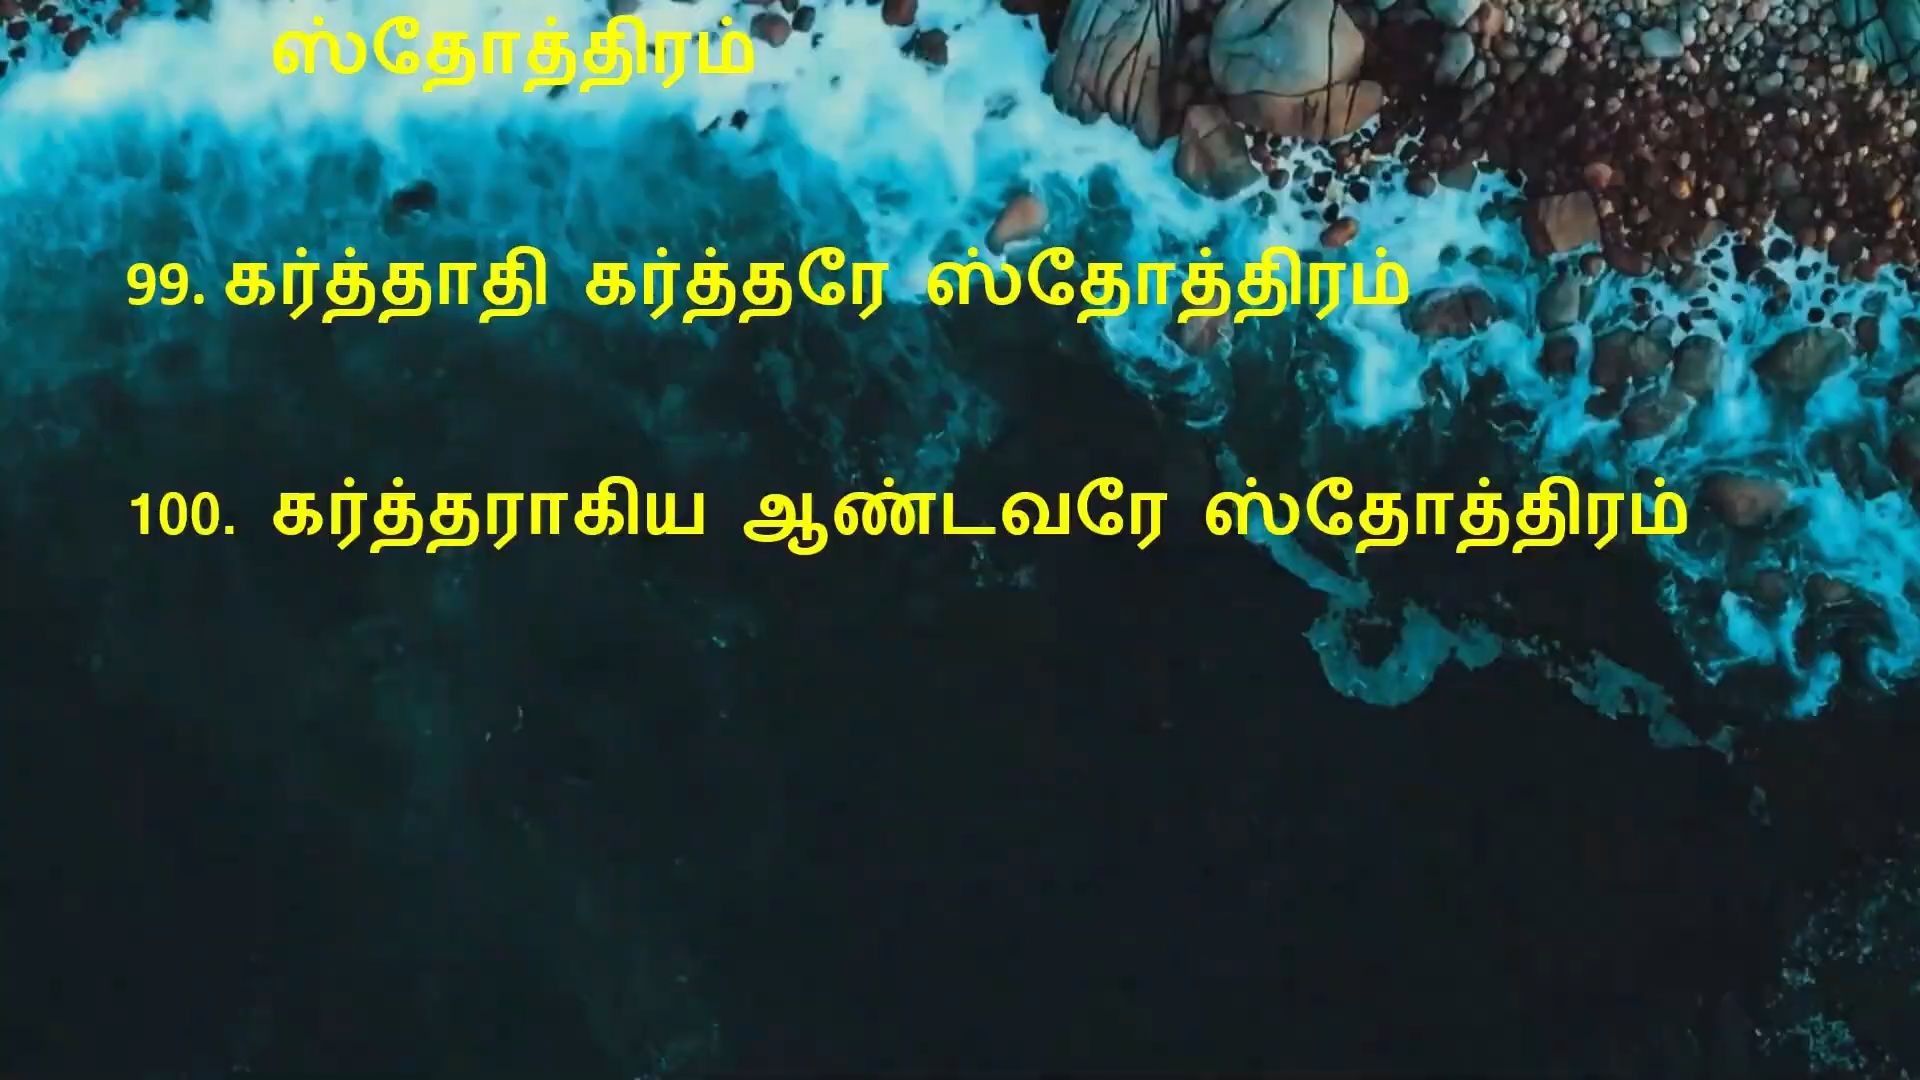 ஸ்தோத்திரம்
99. கர்த்தாதி கர்த்தரே ஸ்தோத்திரம்
100. கர்த்தராகிய ஆண்டவரே ஸ்தோத்திரம்